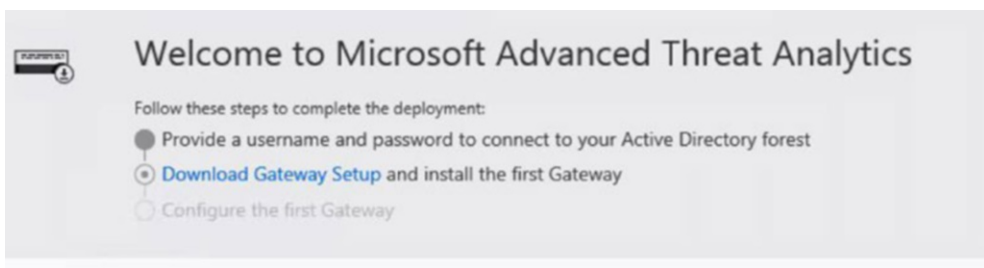 Welcome to Microsoft Advanced Threat Analytics
Follow these steps to complete the deployment:
Provide a username and password to connect to your Active Directory forest
Download Gateway Setup and install the first Gateway
Configure the first Gateway